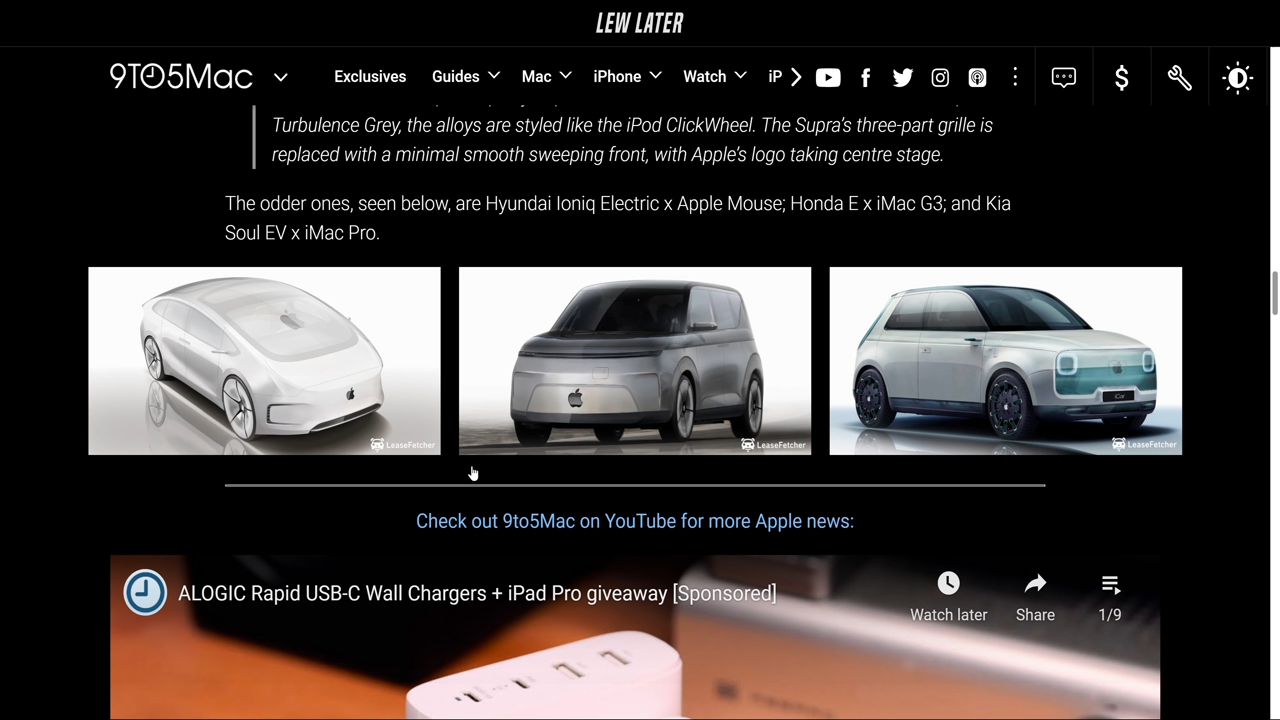 LEW LATER
9TO5Mac
Exclusives Guides Mac iPhone Watch iP
Turbulence Grey, the alloys are styled like the iPod ClickWheel. The Supra's three-part grille is
replaced with a minimal smooth sweeping front, with Apple's logo taking centre stage.
The odder ones, seen below, are Hyundai Ioniq Electric x Apple Mouse; Honda E x iMac G3; and Kia
Soul EV x iMac Pro.
LeaseFetcher LeaseFetcher LeaseFetcher
iCar
Check out 9to5Mac on YouTube for more Apple news:
ALOGIC Rapid USB-C Wall Chargers + iPad Pro giveaway [Sponsored]
Watch later Share 1/9